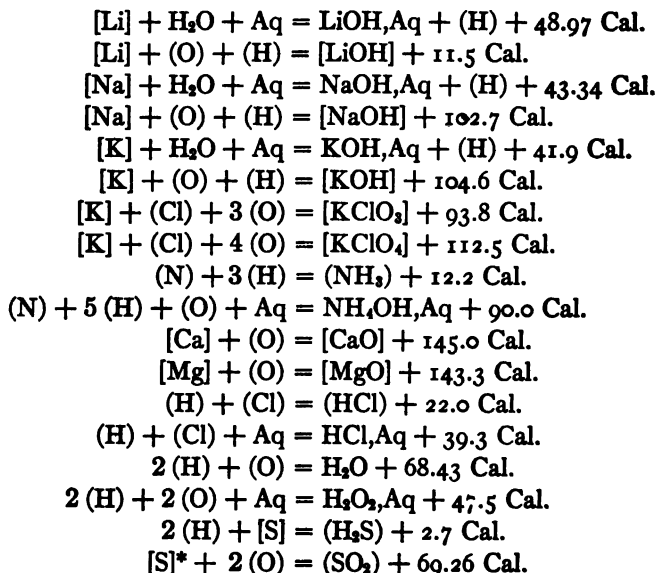 [Li] + H₂O + Aq = LiOH,Aq + (H) + 48.97 Cal.
[Li] + (O) + (H) = [LiOH] + 11.5 Cal.
[Na] + H₂O + Aq = NaOH,Aq + (H) + 43.34 Cal.
[Na] + (O) + (H) = [NaOH] + 102.7 Cal.
[K] + H₂O + Aq = KOH,Aq + (H) + 41.9 Cal.
[K] + (O) + (H) = [KOH] + 104.6 Cal.
[K] + (Cl) + 3 (O) = [KClO₃] + 93.8 Cal.
[K] + (Cl) + 4 (O) = [KClO₄] + 112.5 Cal.
(N) + 3 (H) = (NH₃) + 12.2 Cal.
(N) + 5 (H) + (O) + Aq = NH₄OH,Aq + 90.0 Cal.
[Ca] + (O) = [CaO] + 145.0 Cal.
[Mg] + (O) = [MgO] + 143.3 Cal.
(H) + (Cl) = (HCl) + 22.0 Cal.
(H) + (Cl) + Aq = HCl,Aq + 39.3 Cal.
2 (H) + (O) = H₂O + 68.43 Cal.
2 (H) + 2 (O) + Aq = H₂O₂,Aq + 47.5 Cal.
2 (H) + [S] = (H₂S) + 2.7 Cal.
[S]* + 2 (O) = (SO₂) + 69.26 Cal.